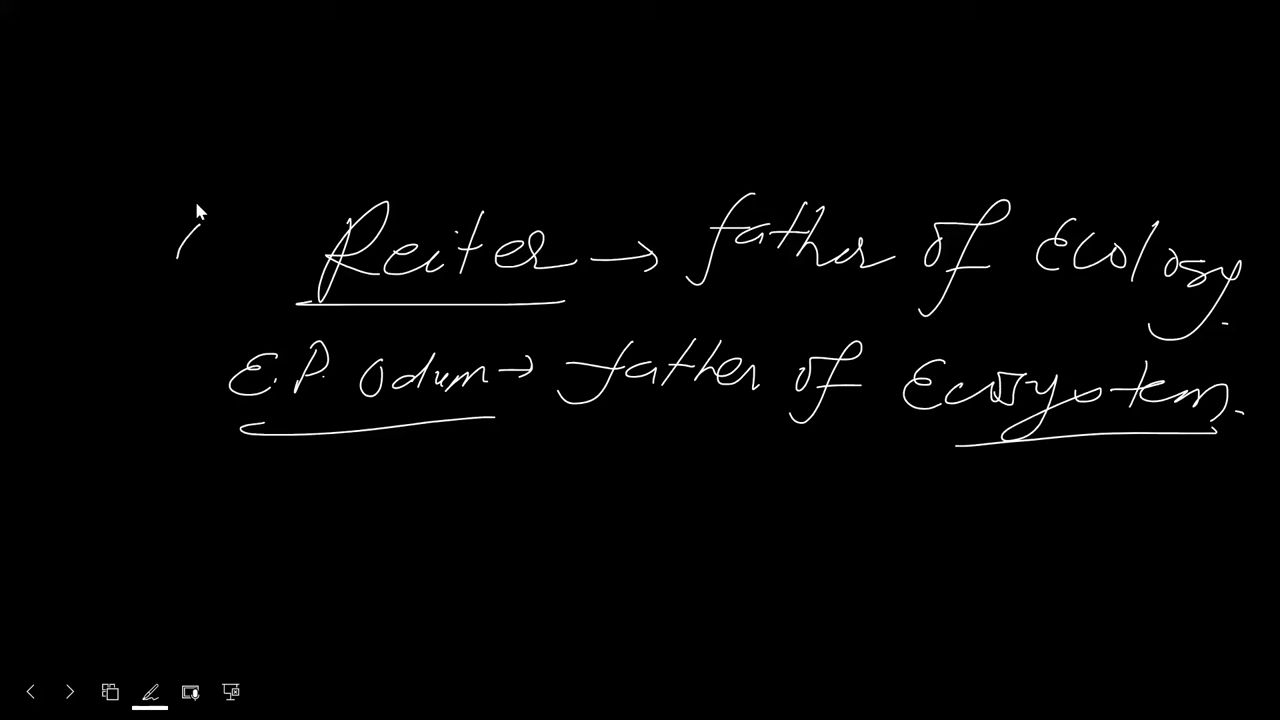 Reiter → father of Ecology.
E.P. Odum → father of Ecosystem.